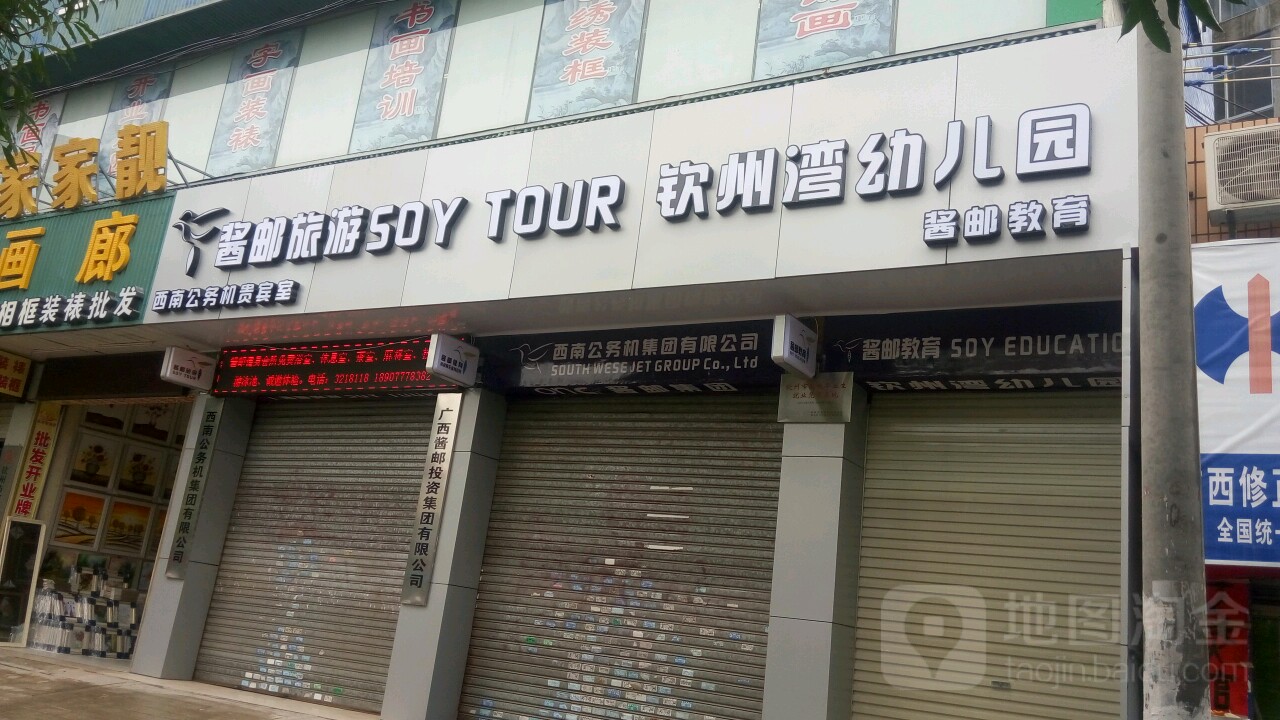 字画装裱
书画培训
绣装框
画
家家靓
画廊
相框装裱批发
酱邮旅游SOY TOUR
西南公务机贵宾室
钦州湾幼儿园
酱邮教育
3218118 18907778362
西南公务机集团有限公司
SOUTH WESE JET GROUP Co., Ltd
酱邮教育 SOY EDUCATIO
钦州湾幼儿园
西南公务机集团有限公司
广西酱邮投资集团有限公司
批发开业牌
西修正
全国统一
地图淘金
taojin.baidu.com